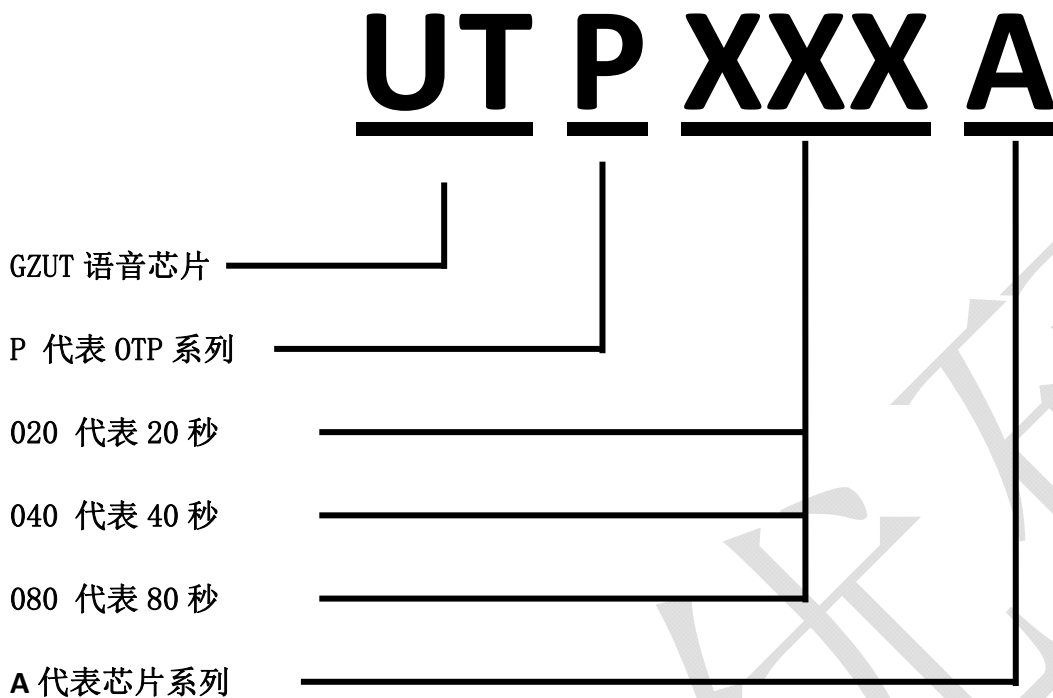 UT P XXX A
GZUT 语音芯片
P 代表 OTP 系列
020 代表 20 秒
040 代表 40 秒
080 代表 80 秒
A 代表芯片系列